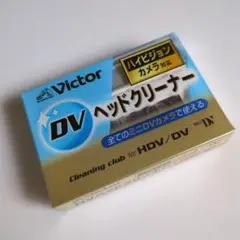 Victor
ハイビジョン
カメラ対応
DV ヘッドクリーナー
全てのミニDVカメラで使える
Cleaning club for HDV/DV
Mini DV